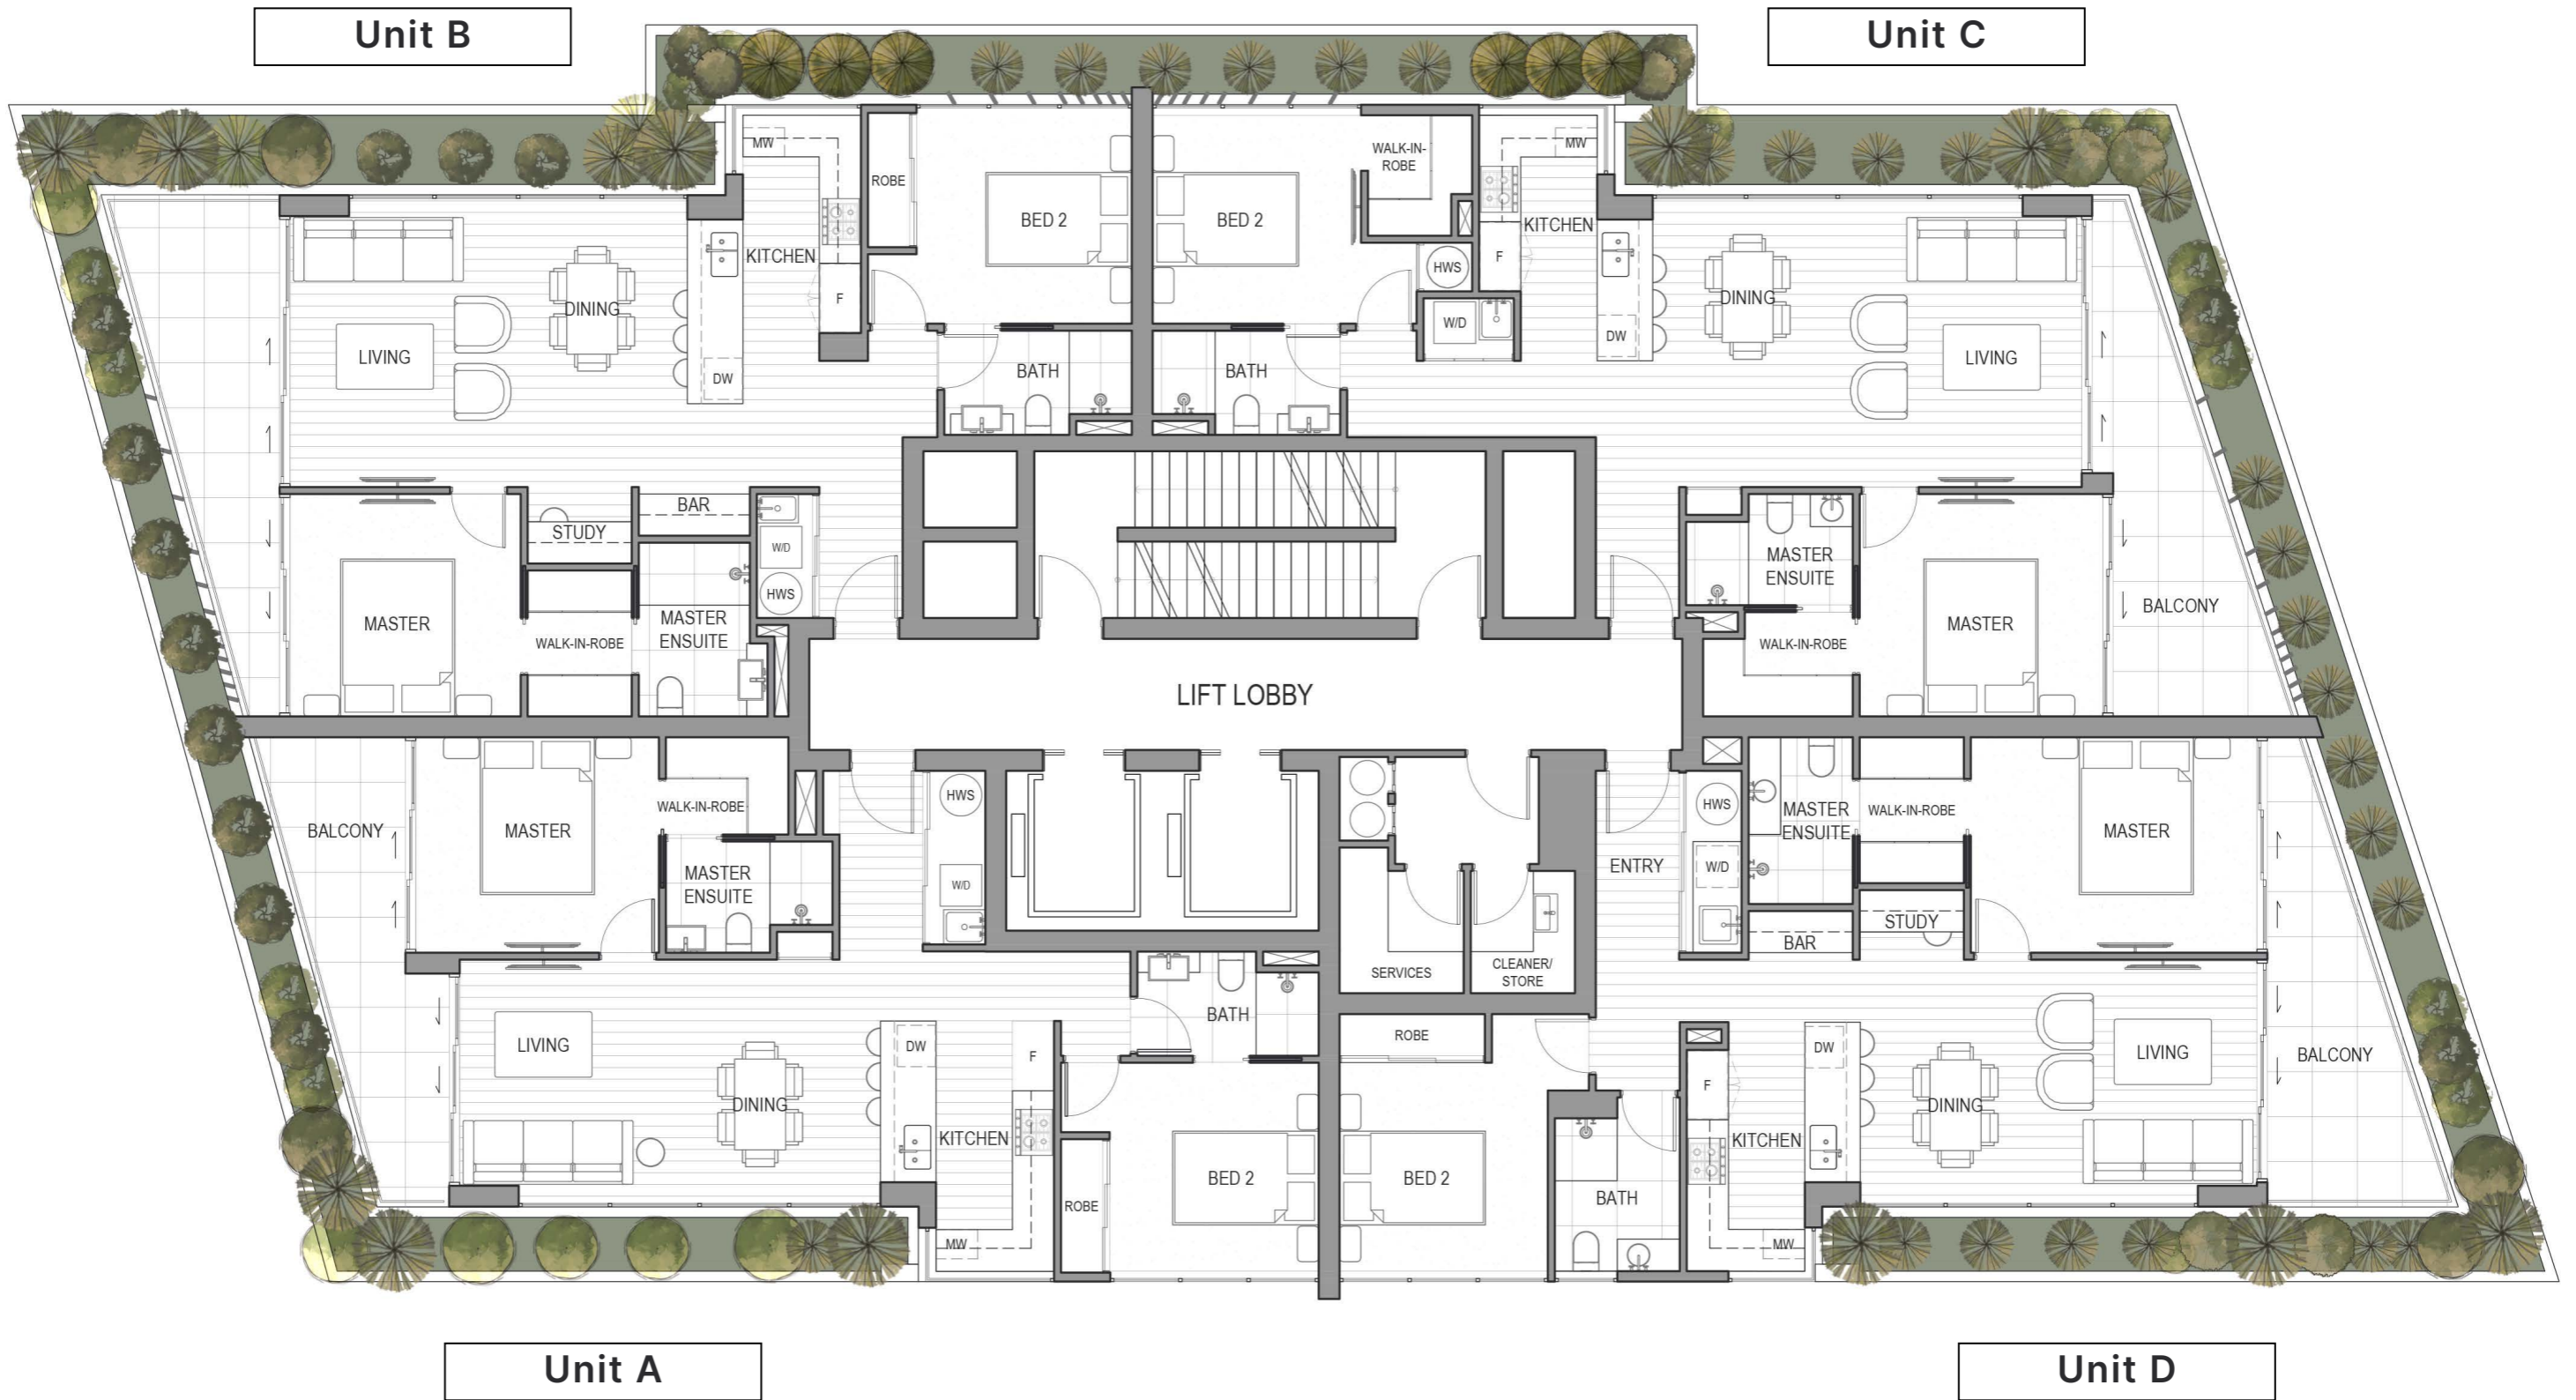 Unit B
Unit C
MW
ROBE
BED 2
BED 2
WALK-IN-
ROBE
MW
KITCHEN
KITCHEN
F
HWS
F
DINING
DINING
LIVING
DW
BATH
BATH
W/D
DW
LIVING
BAR
STUDY
W/D
HWS
MASTER
WALK-IN-ROBE
MASTER
ENSUITE
MASTER
ENSUITE
WALK-IN-ROBE
MASTER
BALCONY
LIFT LOBBY
BALCONY
MASTER
WALK-IN-ROBE
MASTER
ENSUITE
HWS
W/D
ENTRY
HWS
W/D
MASTER
ENSUITE
WALK-IN-ROBE
MASTER
BAR
STUDY
SERVICES
CLEANER/
STORE
LIVING
DINING
DW
F
KITCHEN
MW
BATH
ROBE
BED 2
ROBE
BED 2
BATH
F
KITCHEN
MW
DW
DINING
LIVING
BALCONY
Unit A
Unit D